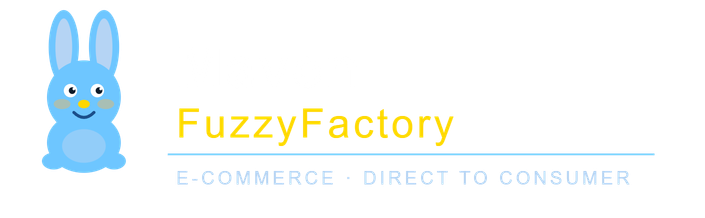 FuzzyFactory
E-COMMERCE · DIRECT TO CONSUMER